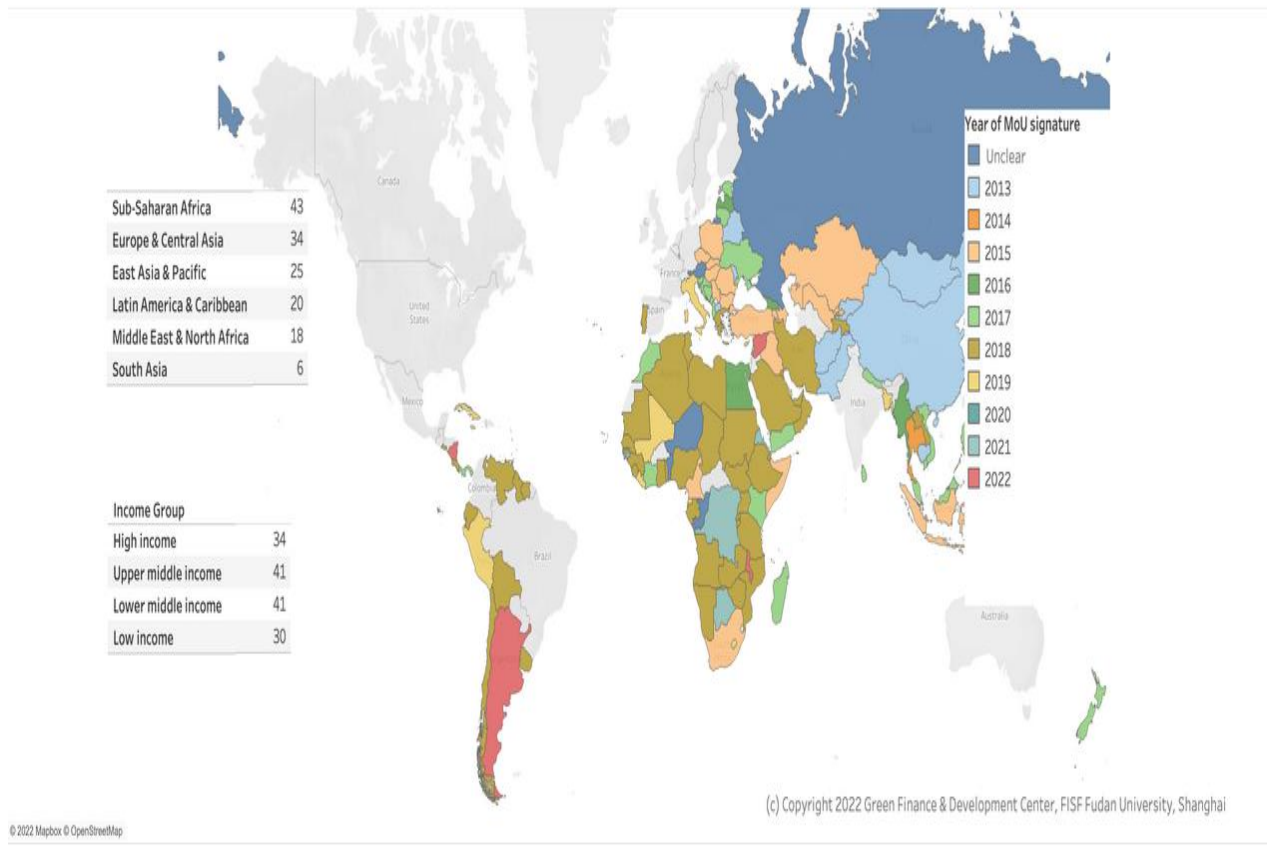 Canada
United
States
Mexico
Colombia
Brazil
France
Spain
India
Australia
Sub-Saharan Africa 43
Europe & Central Asia 34
East Asia & Pacific 25
Latin America & Caribbean 20
Middle East & North Africa 18
South Asia 6
Income Group
High income 34
Upper middle income 41
Lower middle income 41
Low income 30
Year of MoU signature
Unclear
2013
2014
2015
2016
2017
2018
2019
2020
2021
2022
(c) Copyright 2022 Green Finance & Development Center, FISF Fudan University, Shanghai
© 2022 Mapbox © OpenStreetMap